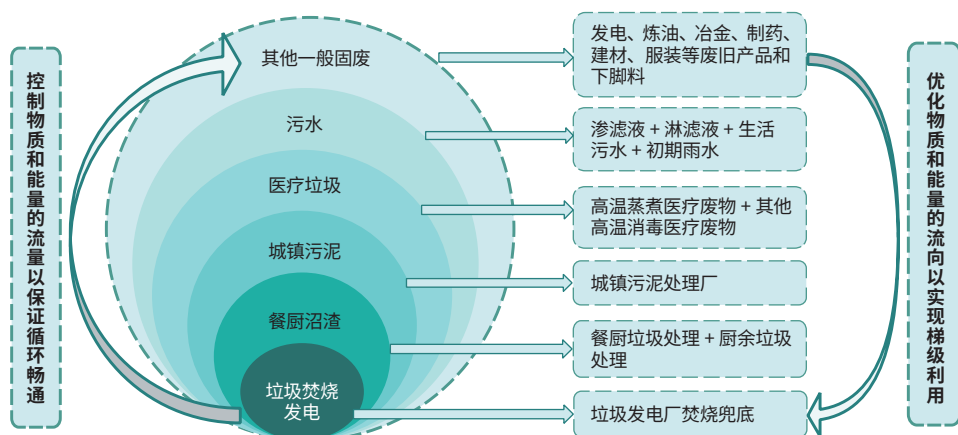 控制物质和能量的流量以保证循环畅通
其他一般固废
污水
医疗垃圾
城镇污泥
餐厨沼渣
垃圾焚烧
发电
发电、炼油、冶金、制药、
建材、服装等废旧产品和
下脚料
渗滤液 + 淋滤液 + 生活
污水 + 初期雨水
高温蒸煮医疗废物 + 其他
高温消毒医疗废物
城镇污泥处理厂
餐厨垃圾处理 + 厨余垃圾
处理
垃圾发电厂焚烧兜底
优化物质和能量的流向以实现梯级利用